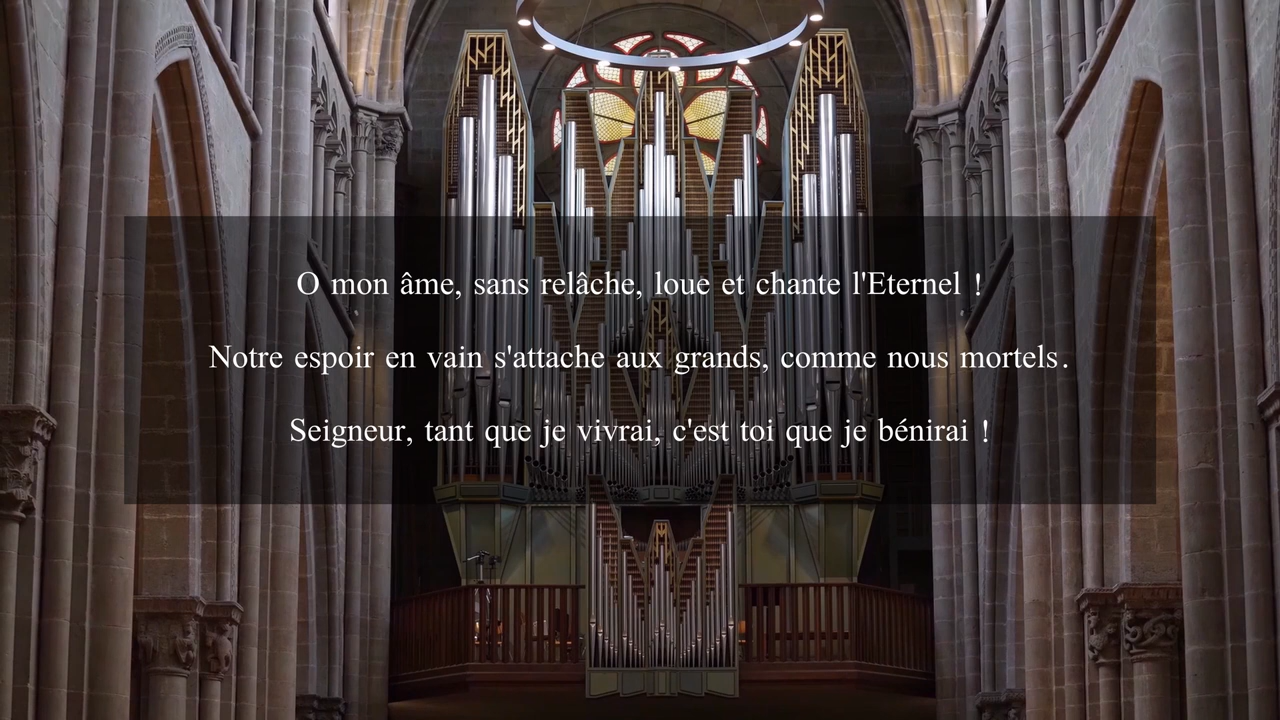 O mon âme, sans relâche, loue et chante l'Eternel !
Notre espoir en vain s'attache aux grands, comme nous mortels.
Seigneur, tant que je vivrai, c'est toi que je bénirai !